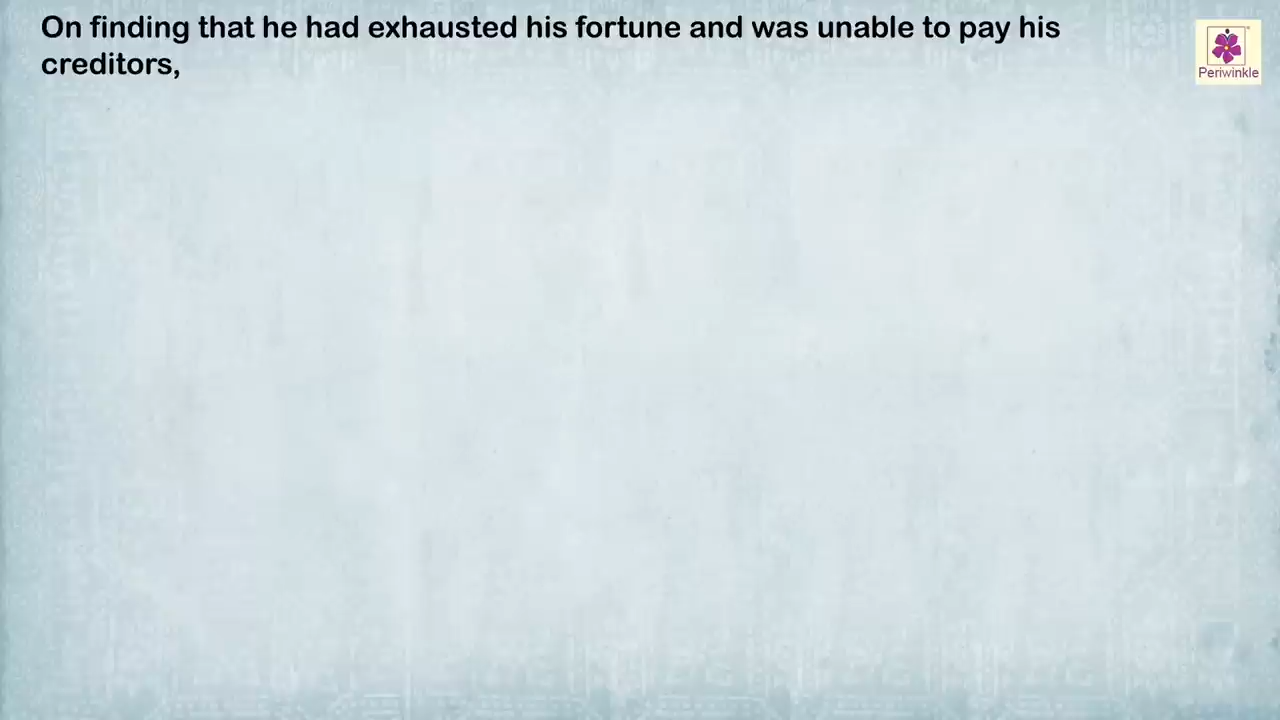 On finding that he had exhausted his fortune and was unable to pay his
creditors,
Periwinkle